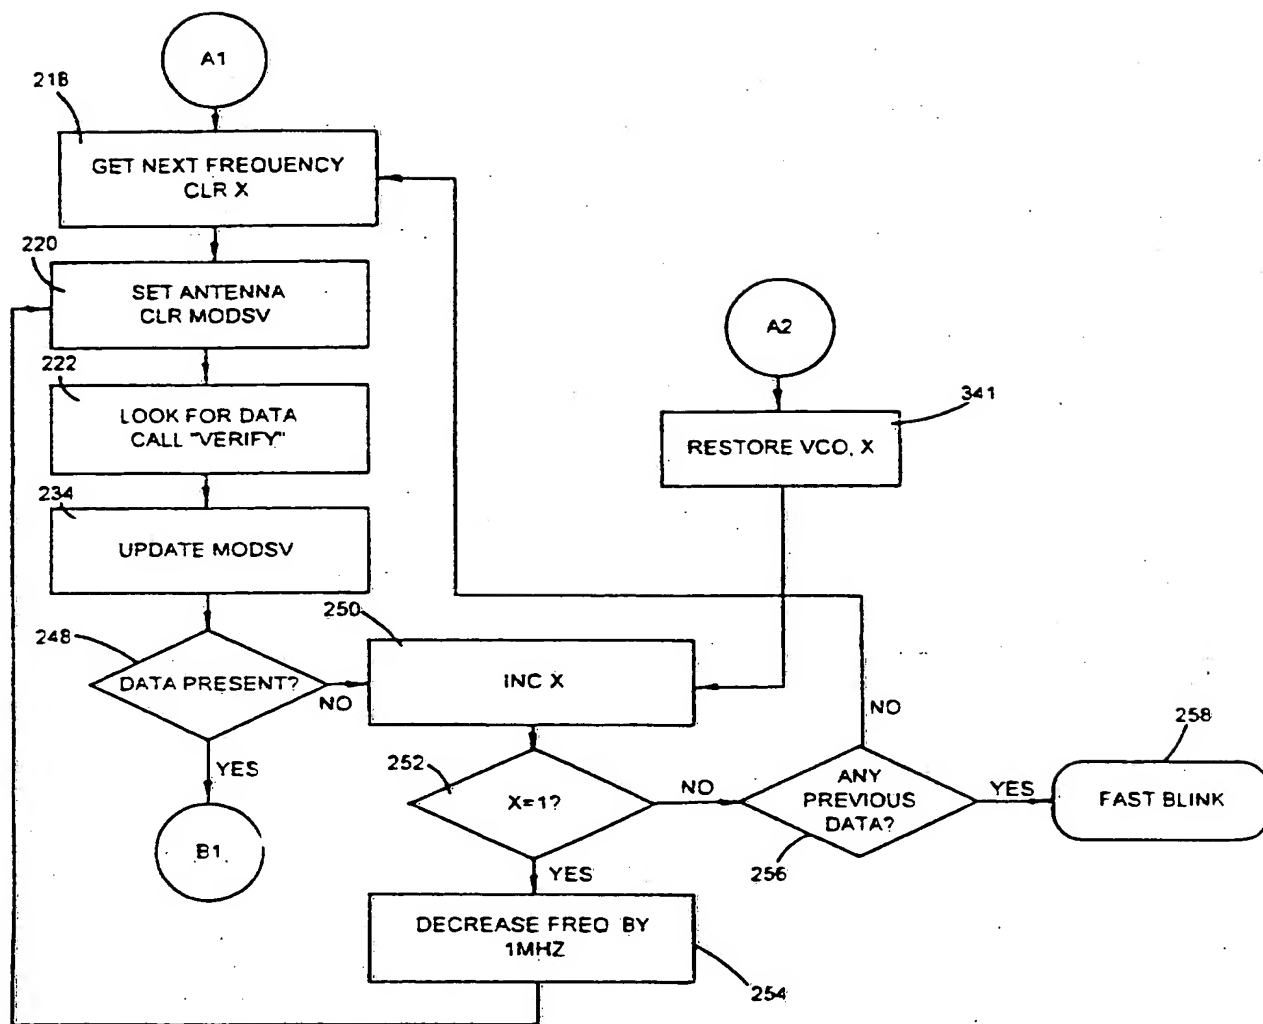 A1
218
GET NEXT FREQUENCY
CLR X
220
SET ANTENNA
CLR MODSV
A2
222
LOOK FOR DATA
CALL "VERIFY"
341
RESTORE VCO, X
234
UPDATE MODSV
250
248
DATA PRESENT?
NO
INC X
NO
258
YES
252
X=1?
NO
ANY
PREVIOUS
DATA?
YES
FAST BLINK
B1
256
YES
DECREASE FREQ BY
1MHZ
254